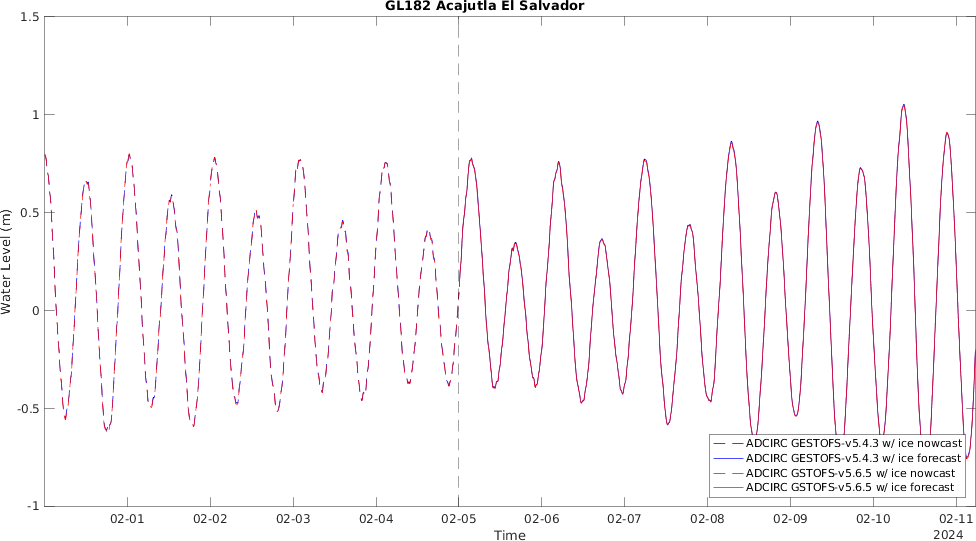 GL182 Acajutla El Salvador
Water Level (m)
1.5
1
0.5
0
-0.5
-1
ADCIRC GESTOFS-v5.4.3 w/ ice nowcast
ADCIRC GESTOFS-v5.4.3 w/ ice forecast
ADCIRC GSTOFS-v5.6.5 w/ ice nowcast
ADCIRC GSTOFS-v5.6.5 w/ ice forecast
02-01 02-02 02-03 02-04 02-05 02-06 02-07 02-08 02-09 02-10 02-11
Time
2024